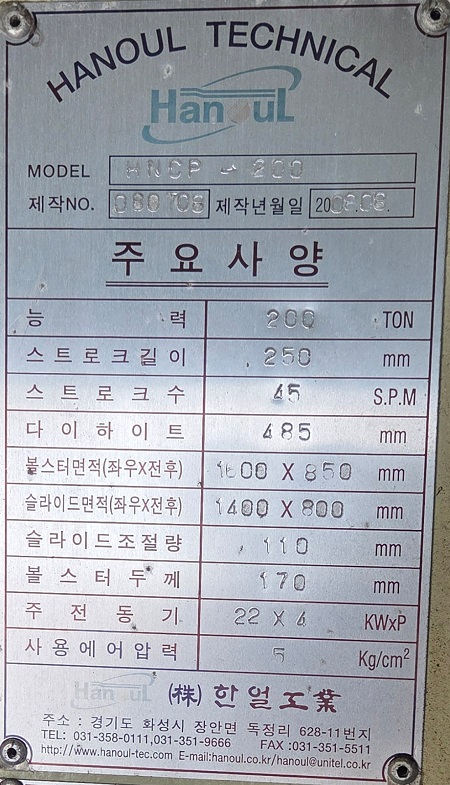 HANOUL TECHNICAL
HanouL
MODEL HNCP - 200
제작NO. 080708 제작년월일 2008.08.
주요사양
능력 200 TON
스트로크길이 250 mm
스트로크수 45 S.P.M
다이하이트 485 mm
볼스터면적(좌우X전후) 1600 X 850 mm
슬라이드면적(좌우X전후) 1400 X 800 mm
슬라이드조절량 110 mm
볼스터두께 170 mm
주전동기 22 X 4 KWxP
사용에어압력 5 Kg/cm²
HanouL (株) 한얼工業
주소 : 경기도 화성시 장안면 독정리 628-11번지
TEL: 031-358-0111,031-351-9666 FAX :031-351-5511
http://www.hanoul-tec.com E-mail:hanoul.co.kr/hanoul@unitel.co.kr